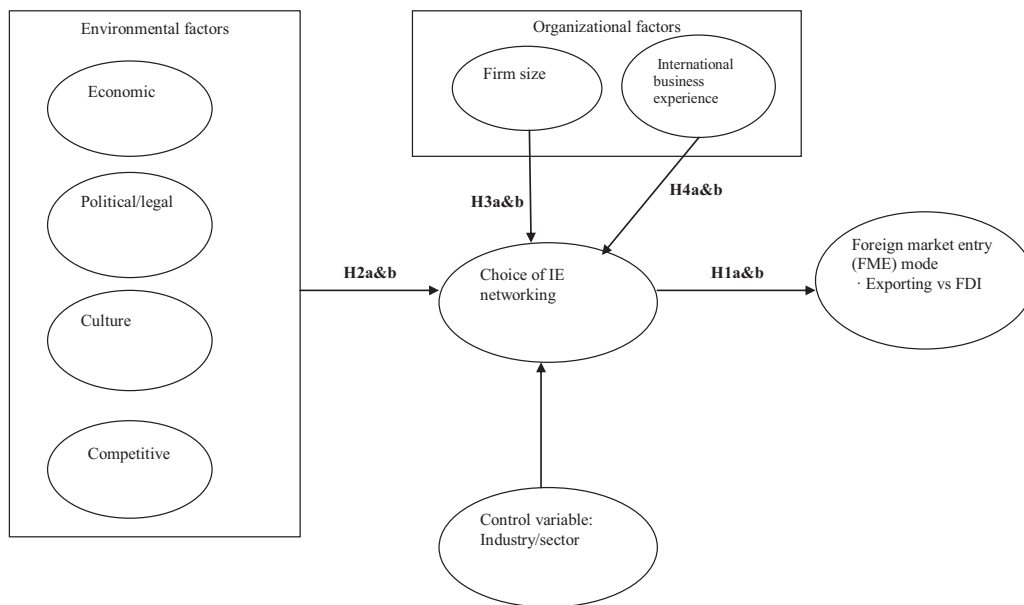 Environmental factors
Economic
Political/legal
Culture
Competitive
Organizational factors
Firm size
International
business
experience
H3a&b
H4a&b
H2a&b
Choice of IE
networking
H1a&b
Foreign market entry
(FME) mode
· Exporting vs FDI
Control variable:
Industry/sector